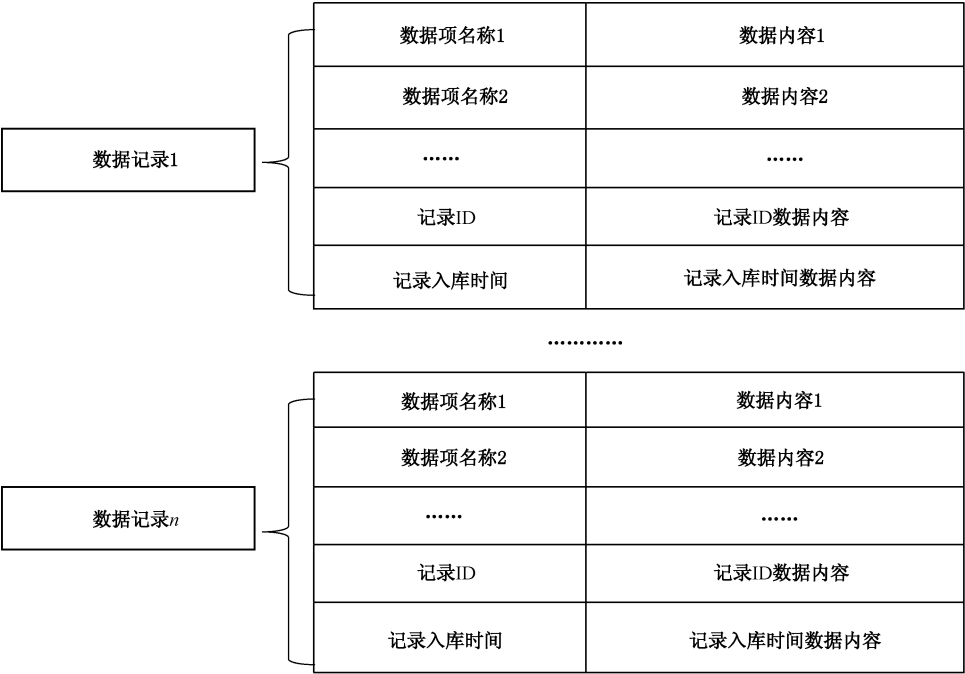 数据项名称1 数据内容1
数据项名称2 数据内容2
…… ……
数据记录1
记录ID 记录ID数据内容
记录入库时间 记录入库时间数据内容
…………
数据项名称1 数据内容1
数据项名称2 数据内容2
…… ……
数据记录n
记录ID 记录ID数据内容
记录入库时间 记录入库时间数据内容